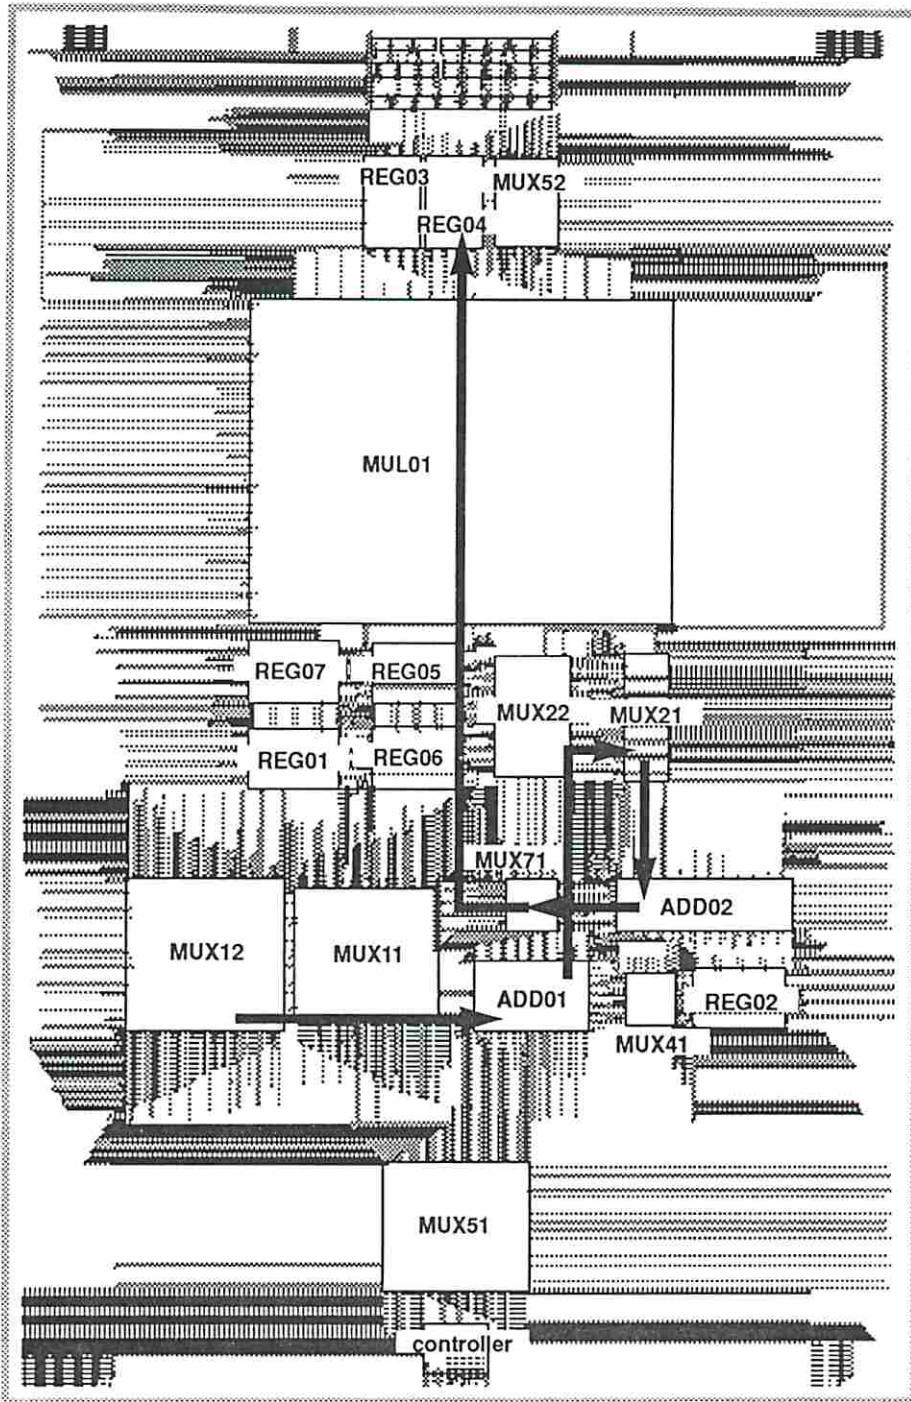 REG03
MUX52
REG04
MUL01
REG07
REG05
MUX22
MUX21
REG01
REG06
MUX71
ADD02
MUX12
MUX11
ADD01
REG02
MUX41
MUX51
controller